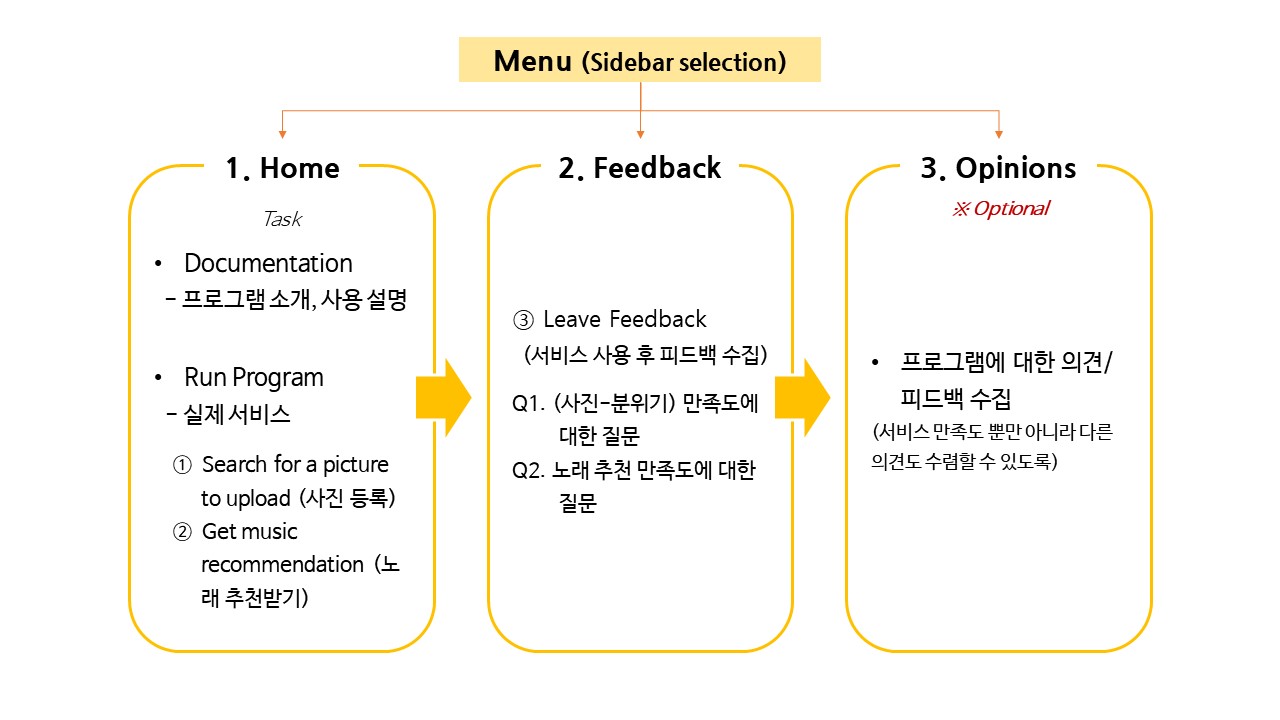 Menu (Sidebar selection)
1. Home
Task
• Documentation
- 프로그램 소개, 사용 설명
• Run Program
- 실제 서비스
① Search for a picture
to upload (사진 등록)
② Get music
recommendation (노
래 추천받기)
2. Feedback
③ Leave Feedback
(서비스 사용 후 피드백 수집)
Q1. (사진-분위기) 만족도에
대한 질문
Q2. 노래 추천 만족도에 대한
질문
3. Opinions
※ Optional
• 프로그램에 대한 의견/
피드백 수집
(서비스 만족도 뿐만 아니라 다른
의견도 수렴할 수 있도록)